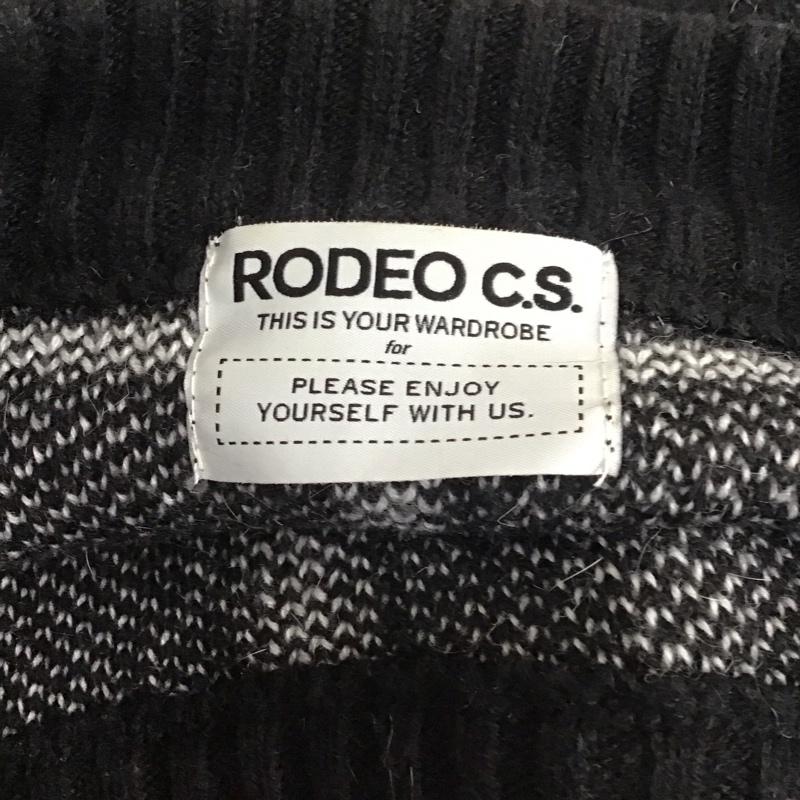 RODEO C.S.
THIS IS YOUR WARDROBE
for
PLEASE ENJOY
YOURSELF WITH US.